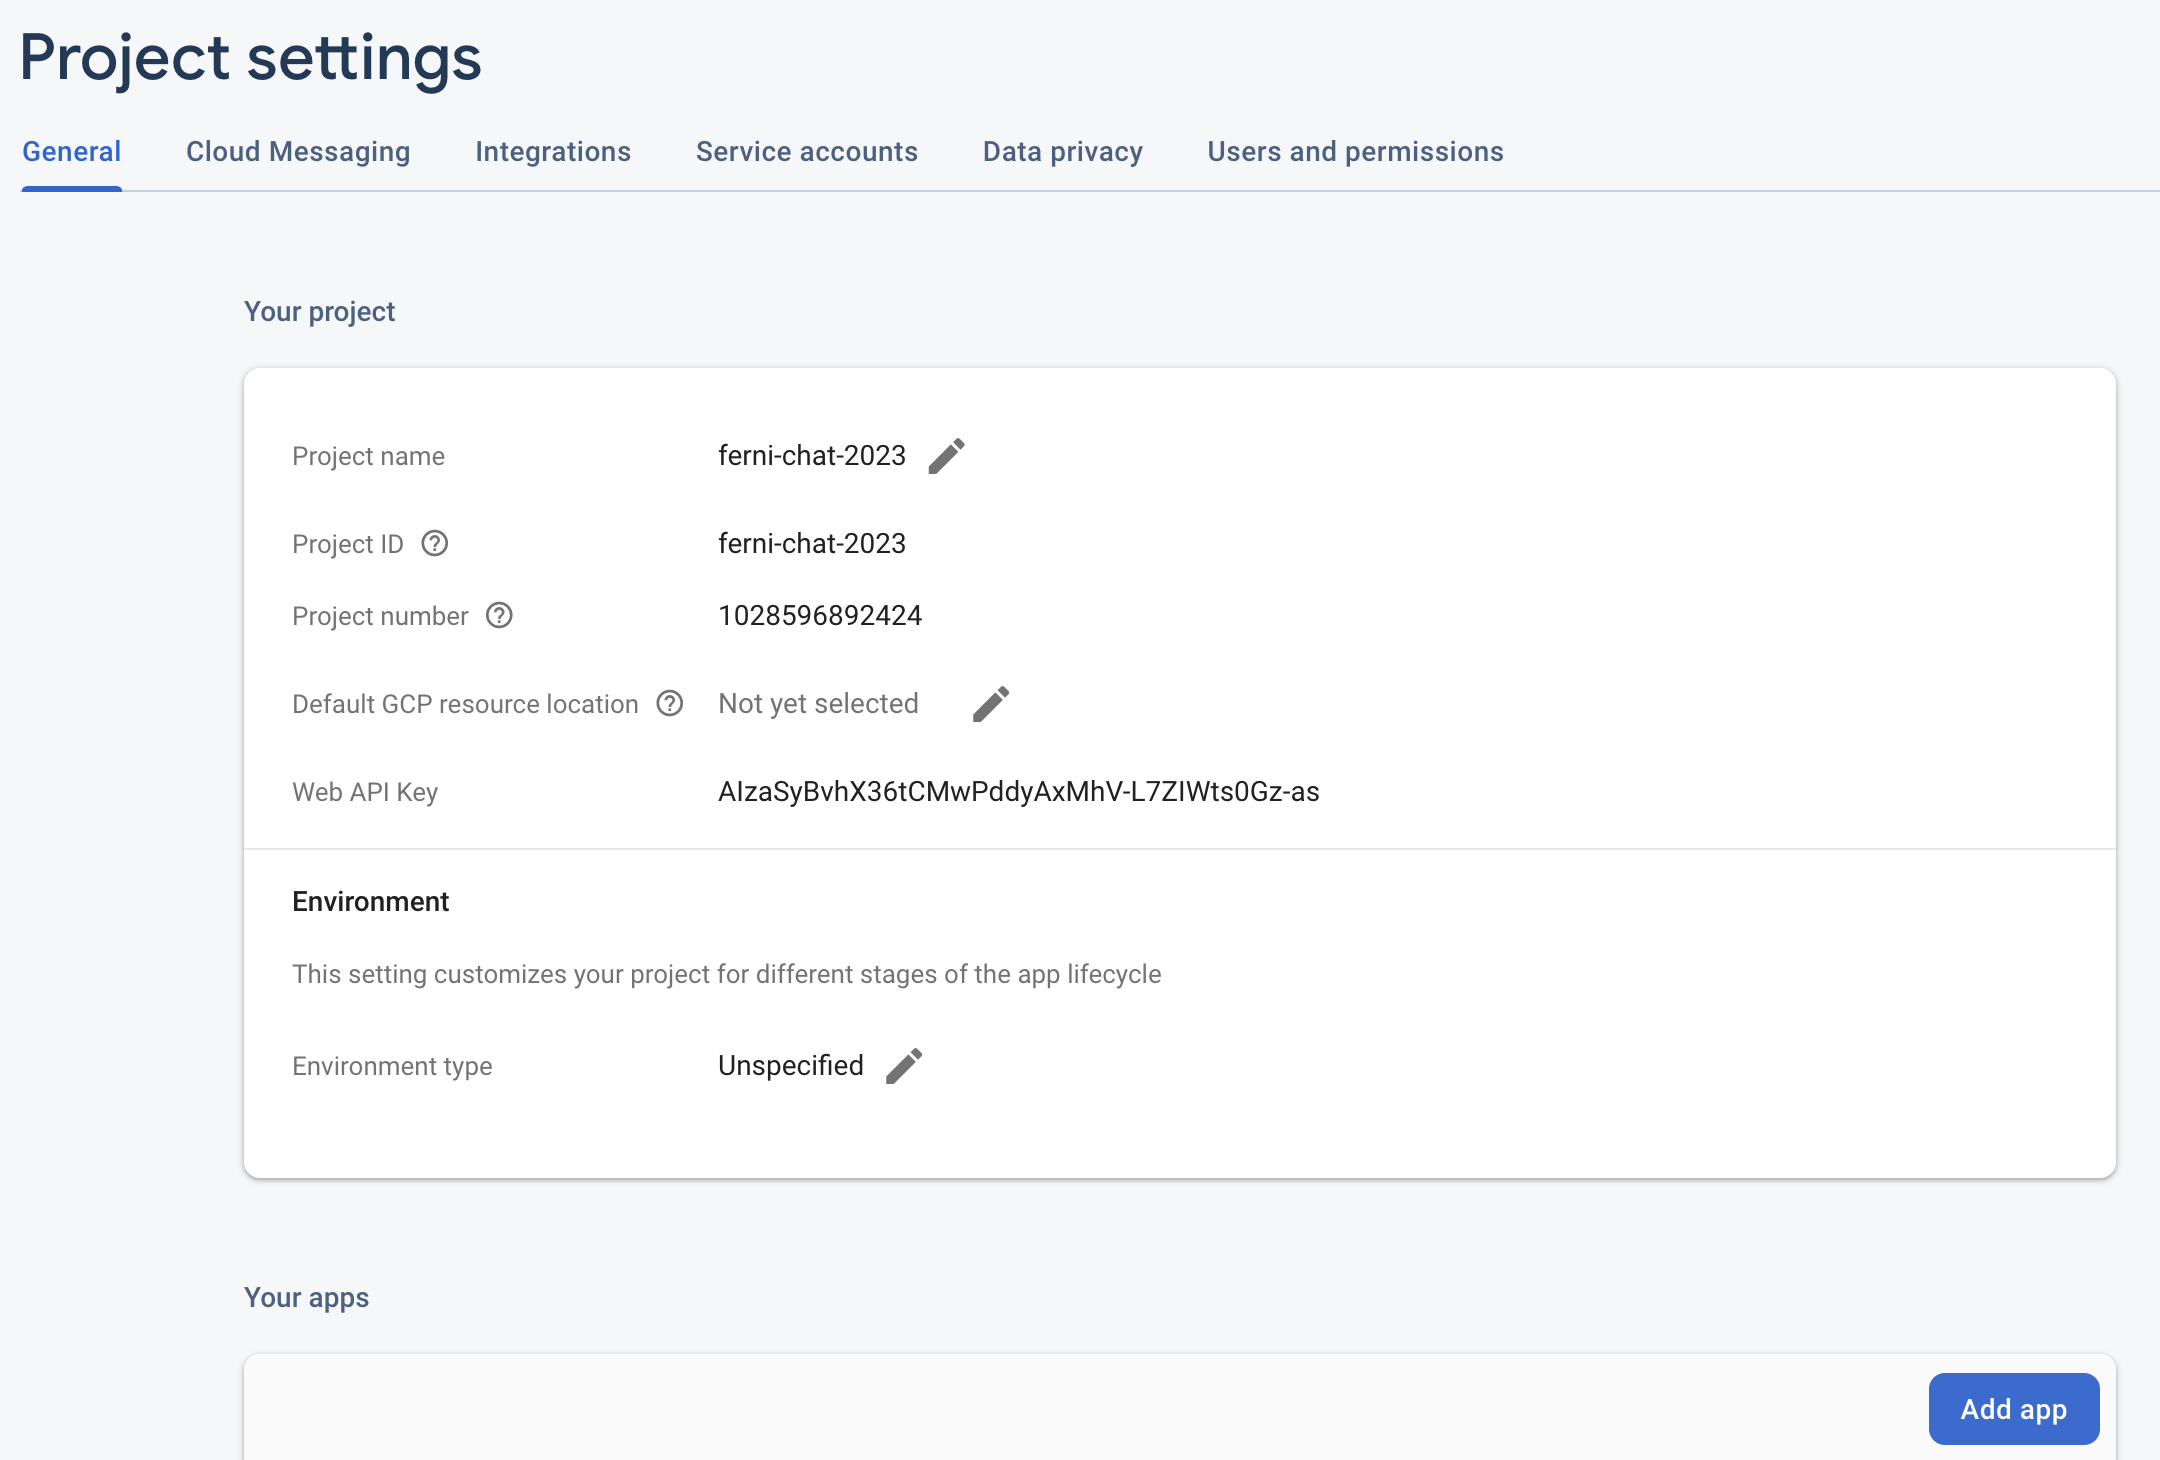 Project settings
General Cloud Messaging Integrations Service accounts Data privacy Users and permissions
Your project
Project name ferni-chat-2023
Project ID ferni-chat-2023
Project number 1028596892424
Default GCP resource location Not yet selected
Web API Key AIzaSyBvhX36tCMwPddyAxMhV-L7ZIWts0Gz-as
Environment
This setting customizes your project for different stages of the app lifecycle
Environment type Unspecified
Your apps
Add app